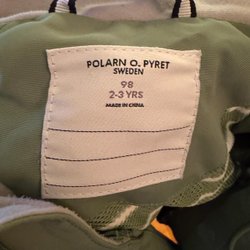 POLARN O. PYRET
SWEDEN
98
2-3 YRS
MADE IN CHINA